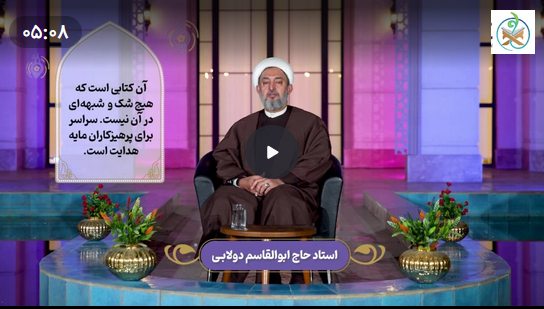 ۰۵:۰۸
آن کتابی است که
هیچ شک و شبهه‌ای
در آن نیست. سراسر
برای پرهیزکاران مایه
هدایت است.
استاد حاج ابوالقاسم دولابی